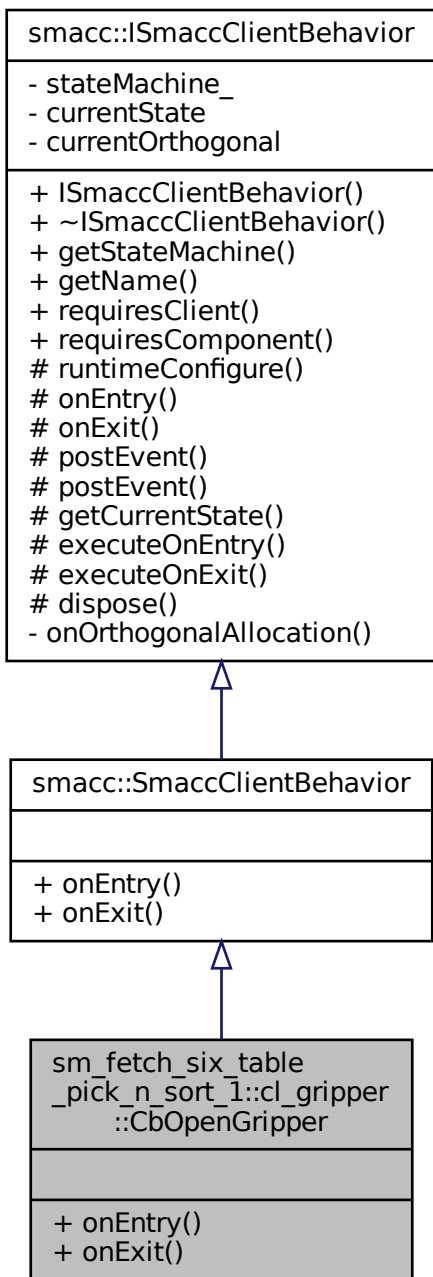 smacc::ISmaccClientBehavior
- stateMachine_
- currentState
- currentOrthogonal
+ ISmaccClientBehavior()
+ ~ISmaccClientBehavior()
+ getStateMachine()
+ getName()
+ requiresClient()
+ requiresComponent()
# runtimeConfigure()
# onEntry()
# onExit()
# postEvent()
# postEvent()
# getCurrentState()
# executeOnEntry()
# executeOnExit()
# dispose()
- onOrthogonalAllocation()
smacc::SmaccClientBehavior
+ onEntry()
+ onExit()
sm_fetch_six_table
_pick_n_sort_1::cl_gripper
::CbOpenGripper
+ onEntry()
+ onExit()